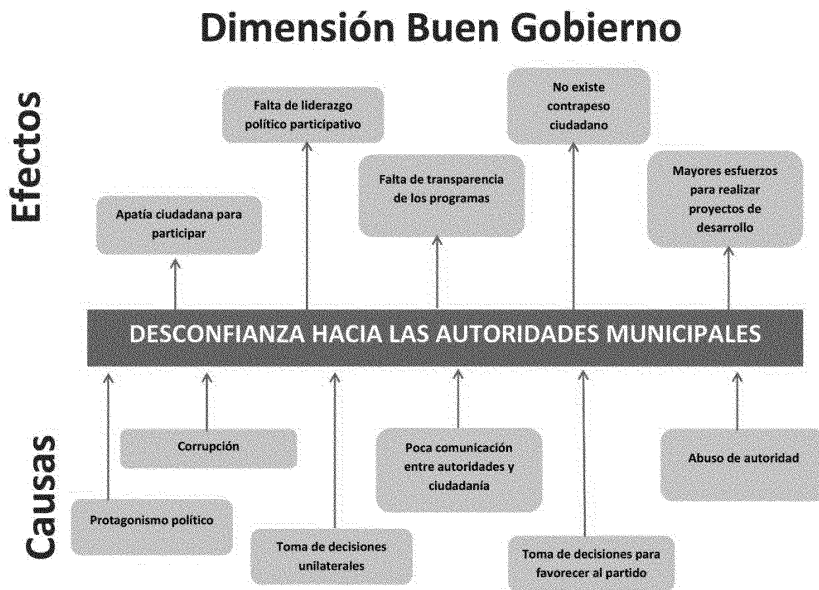 Dimensión Buen Gobierno
Efectos
Falta de liderazgo
político participativo
No existe
contrapeso
ciudadano
Apatía ciudadana para
participar
Falta de transparencia
de los programas
Mayores esfuerzos
para realizar
proyectos de
desarrollo
DESCONFIANZA HACIA LAS AUTORIDADES MUNICIPALES
Causas
Corrupción
Poca comunicación
entre autoridades y
ciudadanía
Abuso de autoridad
Protagonismo político
Toma de decisiones
unilaterales
Toma de decisiones para
favorecer al partido